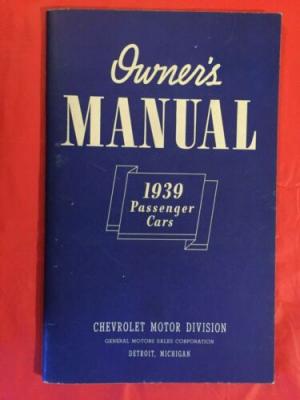 Owner's
MANUAL
1939
Passenger
Cars
CHEVROLET MOTOR DIVISION
GENERAL MOTORS SALES CORPORATION
DETROIT, MICHIGAN